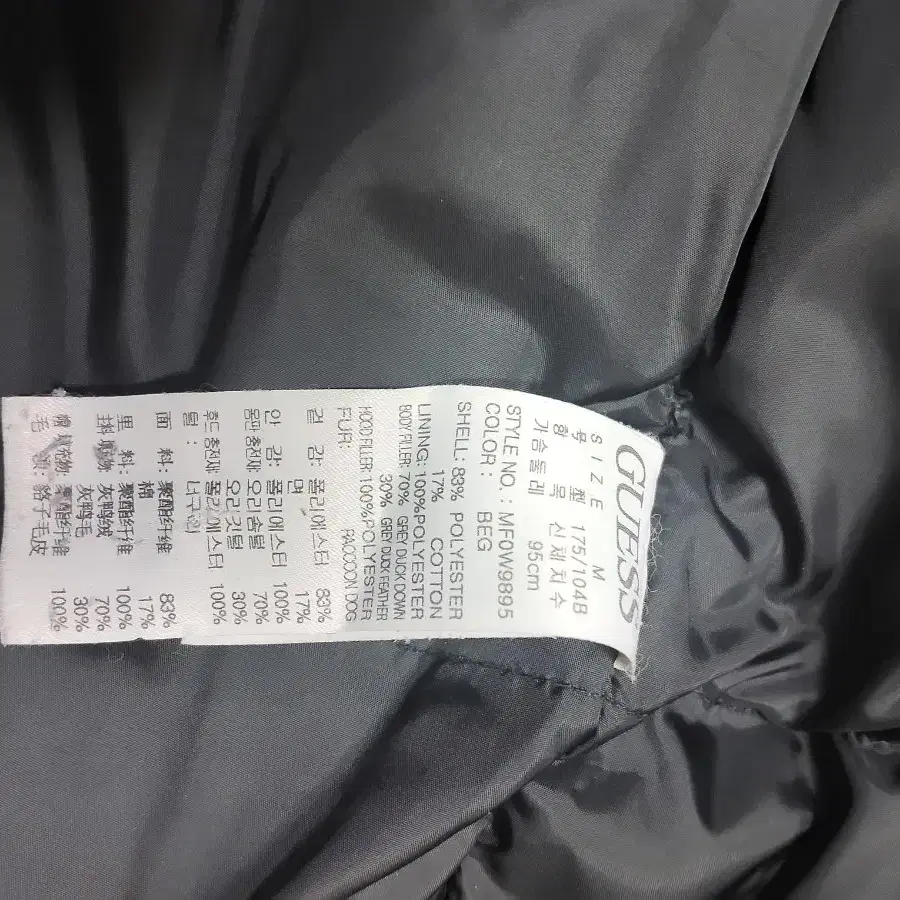 GUESS
SIZE M
호 型 175/104B
항 목 신체치수
가슴둘레 95cm
STYLE NO. : MF0W9895
COLOR : BEG
SHELL: 83% POLYESTER
17% COTTON
LINING: 100%POLYESTER
BODY FILLER: 70% GREY DUCK DOWN
30% GREY DUCK FEATHER
HOOD FILLER: 100%POLYESTER
FUR: RACCOON DOG
겉 감: 폴리에스터 83%
면 17%
안 감: 폴리에스터 100%
몸판 충전재: 오리솜털 70%
오리깃털 30%
후드 충전재: 폴리에스터 100%
털 : 너구리
面 料: 聚酯纤维 83%
棉 17%
里 料: 聚酯纤维 100%
灰鸭绒 70%
灰鸭毛 30%
聚酯纤维 100%
貉子毛皮